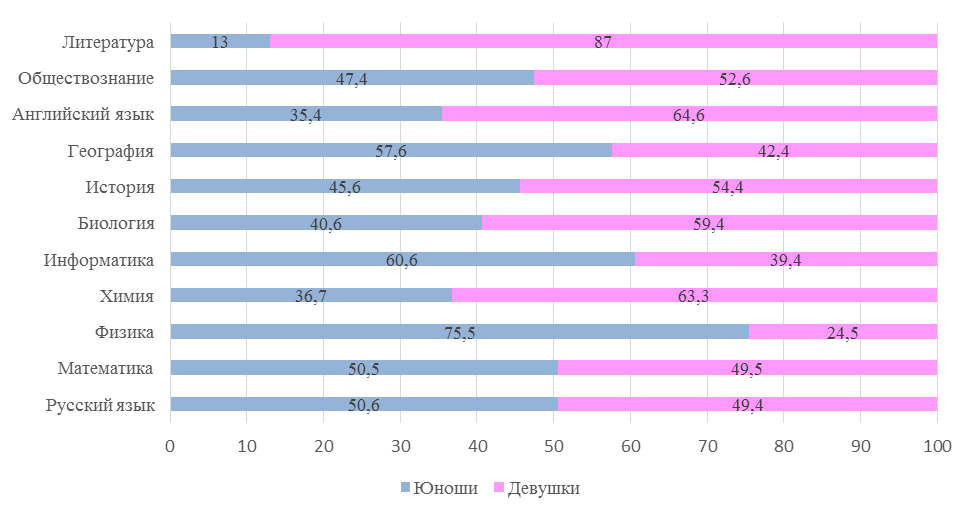 Литература 13 87
Обществознание 47,4 52,6
Английский язык 35,4 64,6
География 57,6 42,4
История 45,6 54,4
Биология 40,6 59,4
Информатика 60,6 39,4
Химия 36,7 63,3
Физика 75,5 24,5
Математика 50,5 49,5
Русский язык 50,6 49,4
0 10 20 30 40 50 60 70 80 90 100
Юноши Девушки